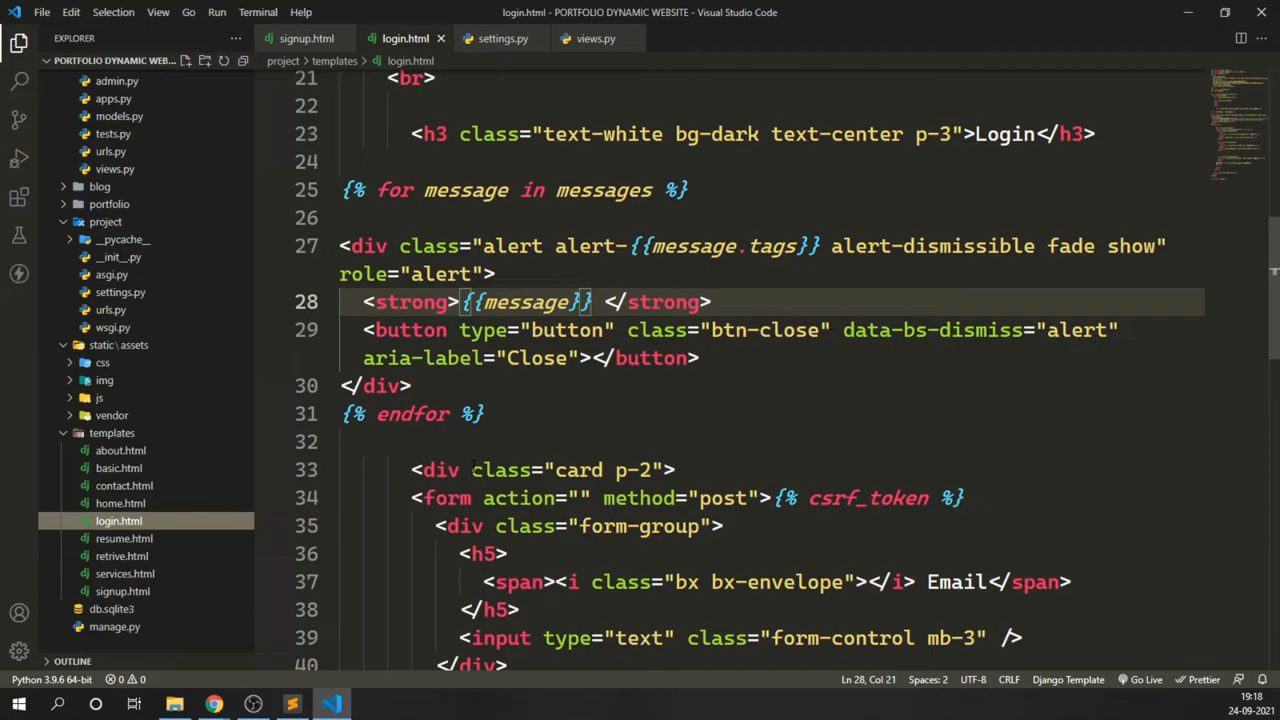 File Edit Selection View Go Run Terminal Help
login.html - PORTFOLIO DYNAMIC WEBSITE - Visual Studio Code
EXPLORER
PORTFOLIO DYNAMIC WEB...
admin.py
apps.py
models.py
tests.py
urls.py
views.py
blog
portfolio
project
__pycache__
__init__.py
asgi.py
settings.py
urls.py
wsgi.py
static\assets
css
img
js
vendor
templates
about.html
basic.html
contact.html
home.html
login.html
resume.html
retrive.html
services.html
signup.html
db.sqlite3
manage.py
OUTLINE
signup.html login.html settings.py views.py
project > templates > login.html
21 <br>
22
23 <h3 class="text-white bg-dark text-center p-3">Login</h3>
24
25 {% for message in messages %}
26
27 <div class="alert alert-{{message.tags}} alert-dismissible fade show"
role="alert">
28 <strong>{{message}} </strong>
29 <button type="button" class="btn-close" data-bs-dismiss="alert"
aria-label="Close"></button>
30 </div>
31 {% endfor %}
32
33 <div class="card p-2">
34 <form action="" method="post">{% csrf_token %}
35 <div class="form-group">
36 <h5>
37 <span><i class="bx bx-envelope"></i> Email</span>
38 </h5>
39 <input type="text" class="form-control mb-3" />
40 </div>
Python 3.9.6 64-bit 0 0 Ln 28, Col 21 Spaces: 2 UTF-8 CRLF Django Template Go Live Prettier
19:18
24-09-2021